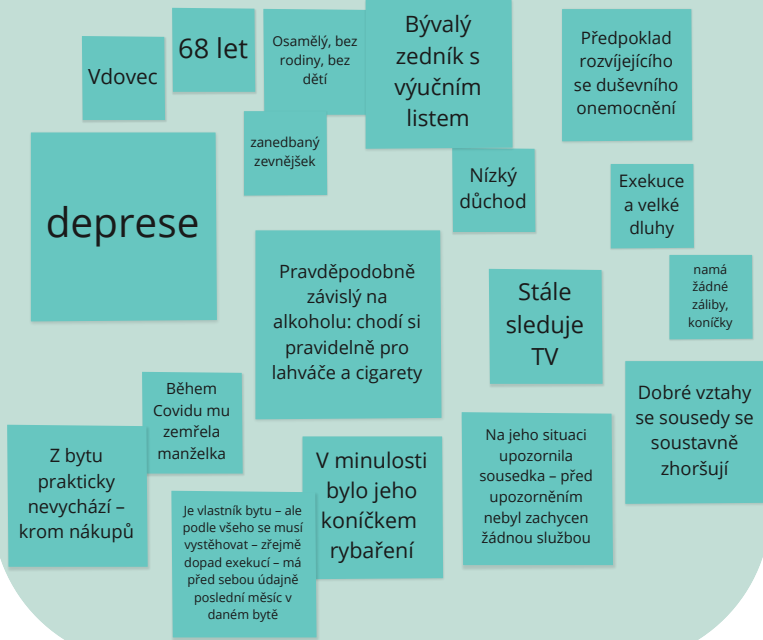 Vdovec
68 let
Osamělý, bez
rodiny, bez
dětí
Bývalý
zedník s
výučním
listem
Předpoklad
rozvíjejícího
se duševního
onemocnění
deprese
zanedbaný
zevnějšek
Nízký
důchod
Exekuce
a velké
dluhy
Pravděpodobně
závislý na
alkoholu: chodí si
pravidelně pro
lahváče a cigarety
Stále
sleduje
TV
namá
žádné
záliby,
koníčky
Během
Covidu mu
zemřela
manželka
Dobré vztahy
se sousedy se
soustavně
zhoršují
Z bytu
prakticky
nevychází –
krom nákupů
V minulosti
bylo jeho
koníčkem
rybaření
Na jeho situaci
upozornila
sousedka – před
upozorněním
nebyl zachycen
žádnou službou
Je vlastník bytu – ale
podle všeho se musí
vystěhovat – zřejmě
dopad exekucí – má
před sebou údajně
poslední měsíc v
daném bytě